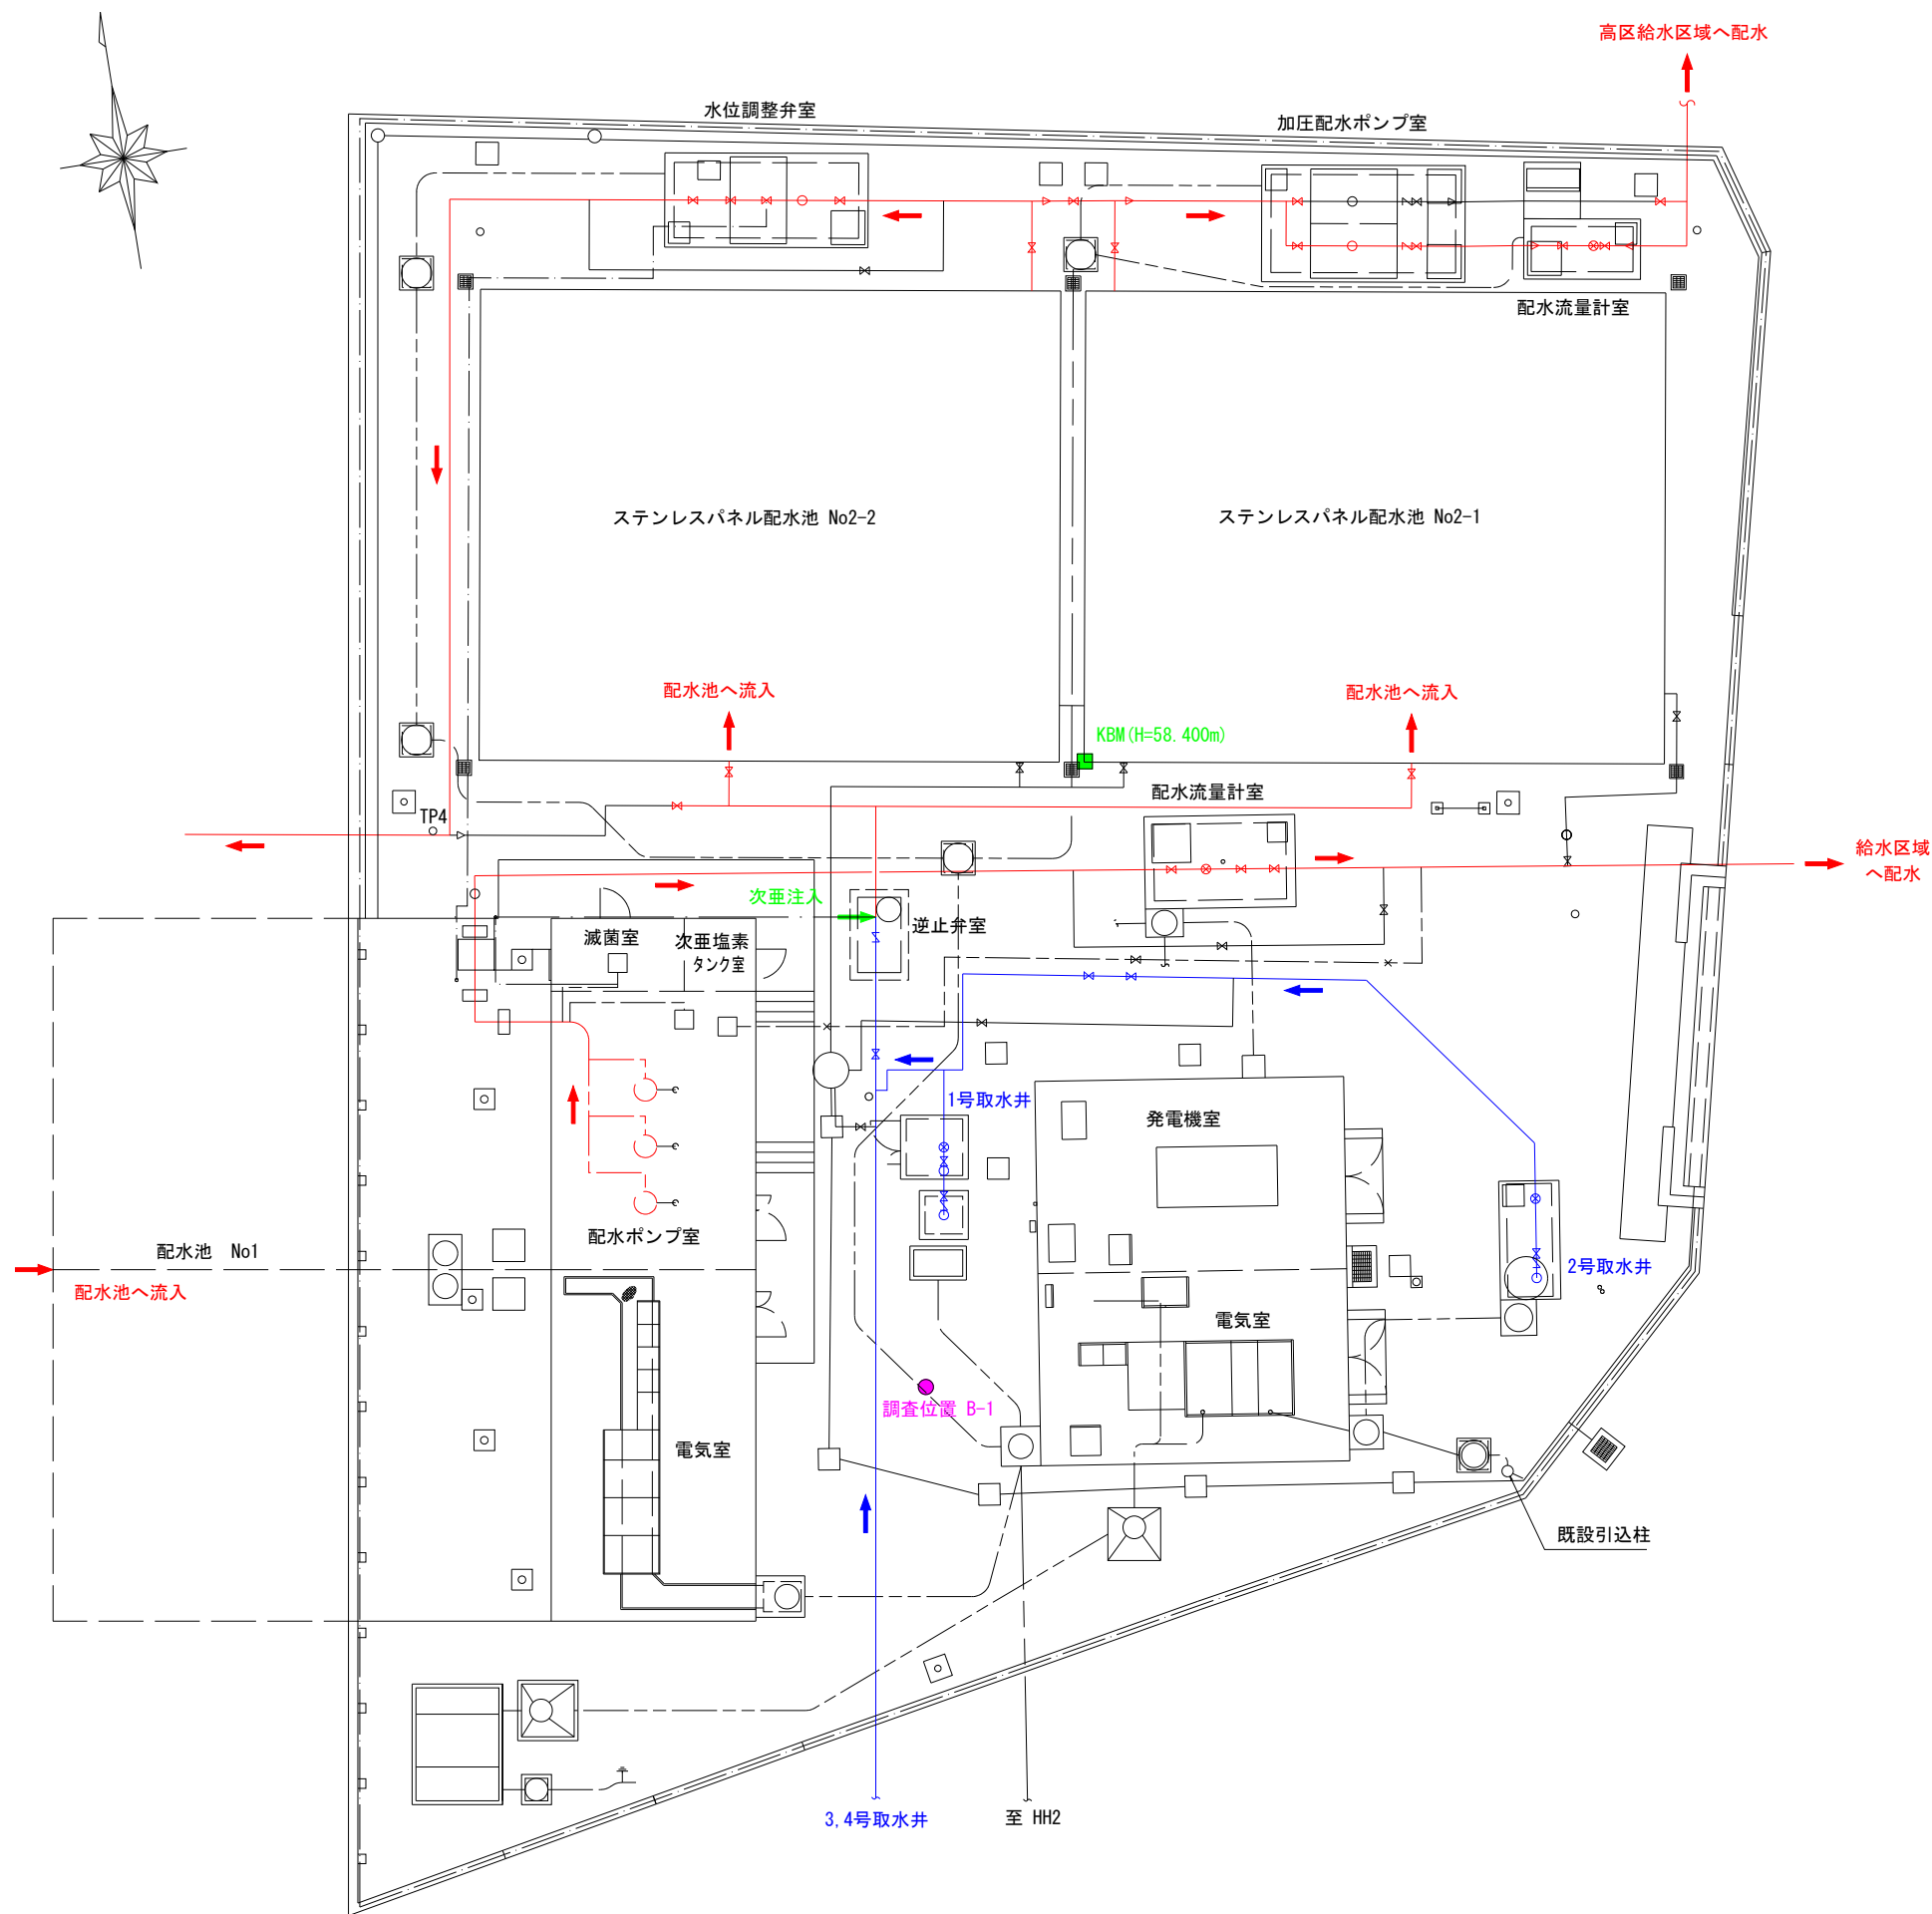 高区給水区域へ配水
水位調整弁室
加圧配水ポンプ室
配水流量計室
ステンレスパネル配水池 No2-2
ステンレスパネル配水池 No2-1
配水池へ流入
配水池へ流入
KBM(H=58.400m)
配水流量計室
TP4
給水区域
へ配水
次亜注入
逆止弁室
滅菌室
次亜塩素
タンク室
1号取水井
発電機室
配水ポンプ室
配水池 No1
配水池へ流入
2号取水井
電気室
調査位置 B-1
電気室
既設引込柱
3,4号取水井
至 HH2